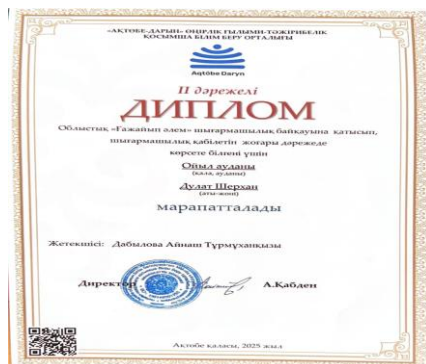 «АҚТӨБЕ-ДАРЫН» ӨҢІРЛІК ҒЫЛЫМИ-ТӘЖІРИБЕЛІК
ҚОСЫМША БІЛІМ БЕРУ ОРТАЛЫҒЫ
Aqtobe Daryn
II дәрежелі
ДИПЛОМ
Облыстық «Ғажайып әлем» шығармашылық байқауына қатысып,
шығармашылық қабілетін жоғары дәрежеде
көрсете білгені үшін
Ойыл ауданы
(қала, ауданы)
Дулат Шерхан
(аты-жөні)
марапатталады
Жетекшісі: Дабылова Айнаш Тұрмұханқызы
Директор А.Қабден
Ақтөбе қаласы, 2025 жыл